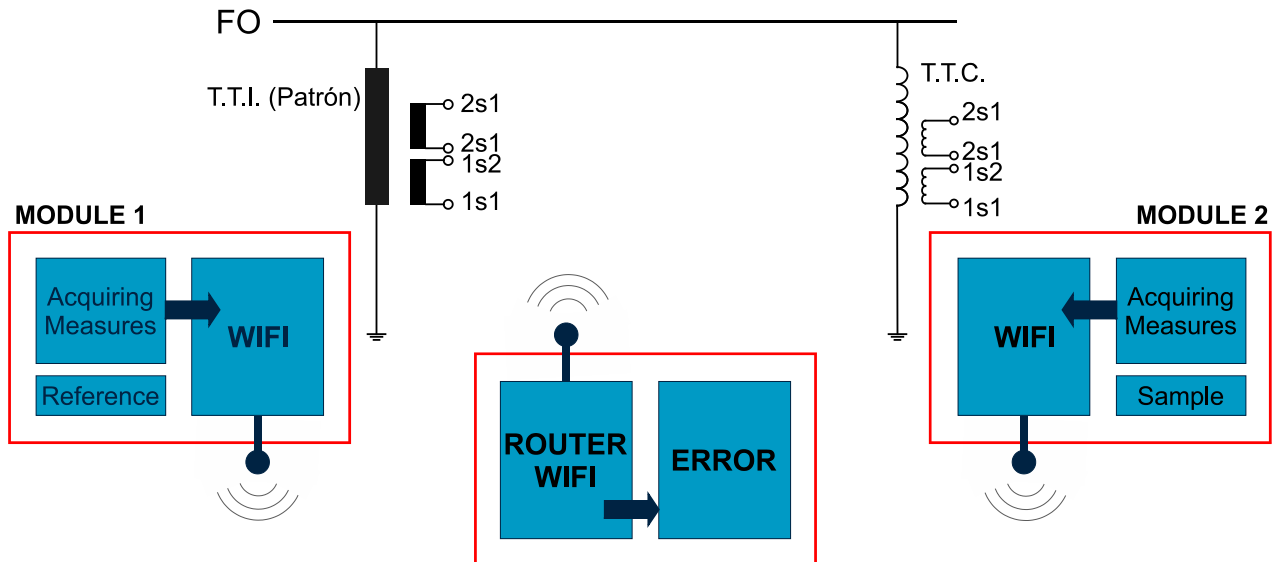 FO
T.T.I. (Patrón)
2s1
2s1
1s2
1s1
T.T.C.
2s1
2s1
1s2
1s1
MODULE 1
Acquiring
Measures
WIFI
Reference
ROUTER
WIFI
ERROR
MODULE 2
WIFI
Acquiring
Measures
Sample